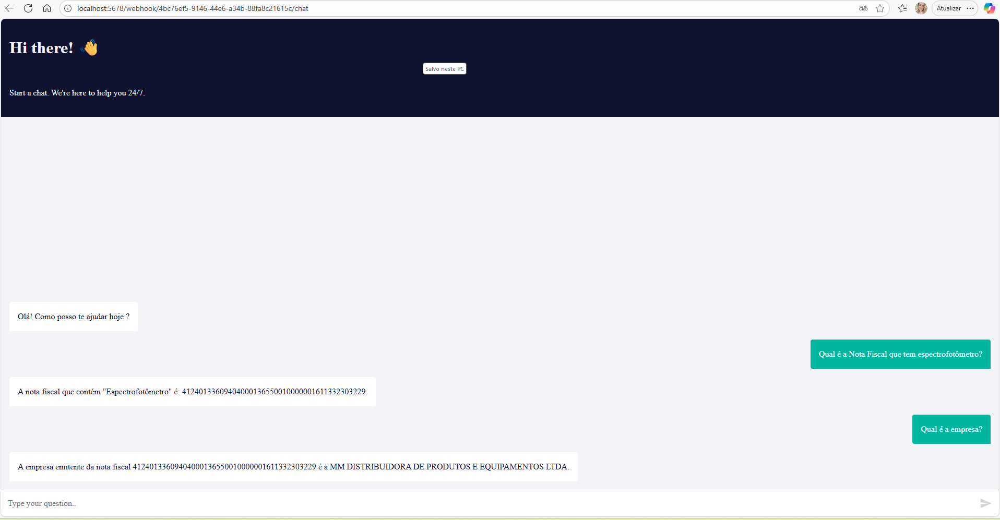 localhost:5678/webhook/4bc76ef5-9146-44e6-a34b-88fa8c21615c/chat
aあ
Atualizar
Hi there! 👋
Salvo neste PC
Start a chat. We're here to help you 24/7.
Olá! Como posso te ajudar hoje ?
Qual é a Nota Fiscal que tem espectrofotômetro?
A nota fiscal que contém "Espectrofotômetro" é: 41240133609404000136550010000001611332303229.
Qual é a empresa?
A empresa emitente da nota fiscal 41240133609404000136550010000001611332303229 é a MM DISTRIBUIDORA DE PRODUTOS E EQUIPAMENTOS LTDA.
Type your question..